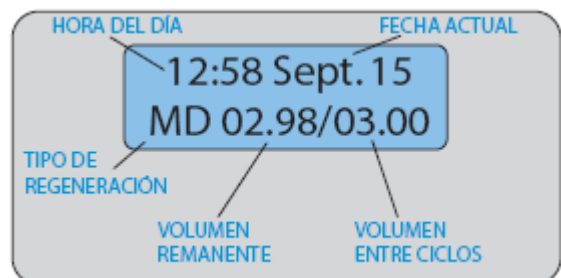 HORA DEL DÍA
FECHA ACTUAL
12:58 Sept. 15
MD 02.98/03.00
TIPO DE
REGENERACIÓN
VOLUMEN
REMANENTE
VOLUMEN
ENTRE CICLOS